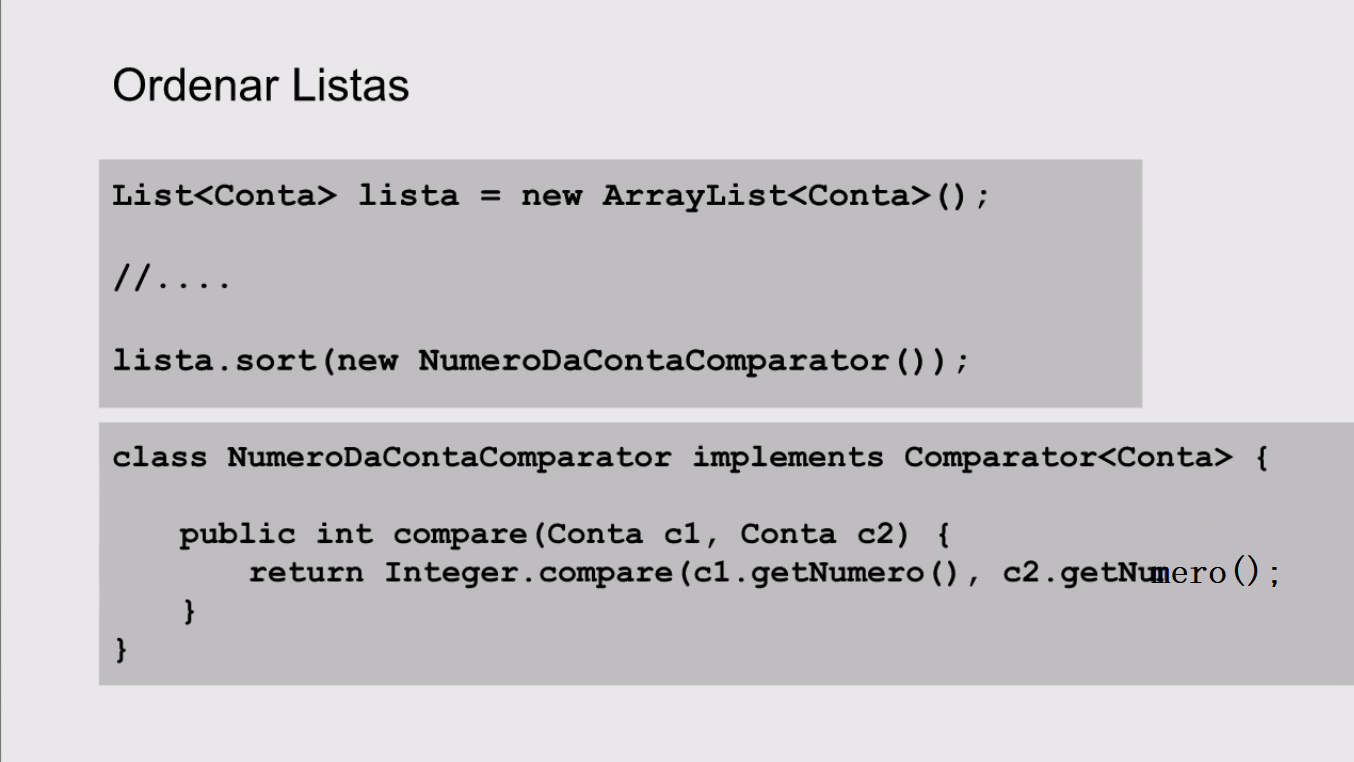 Ordenar Listas
List<Conta> lista = new ArrayList<Conta>();
//....
lista.sort(new NumeroDaContaComparator());
class NumeroDaContaComparator implements Comparator<Conta> {
public int compare(Conta c1, Conta c2) {
return Integer.compare(c1.getNumero(), c2.getNumero();
}
}